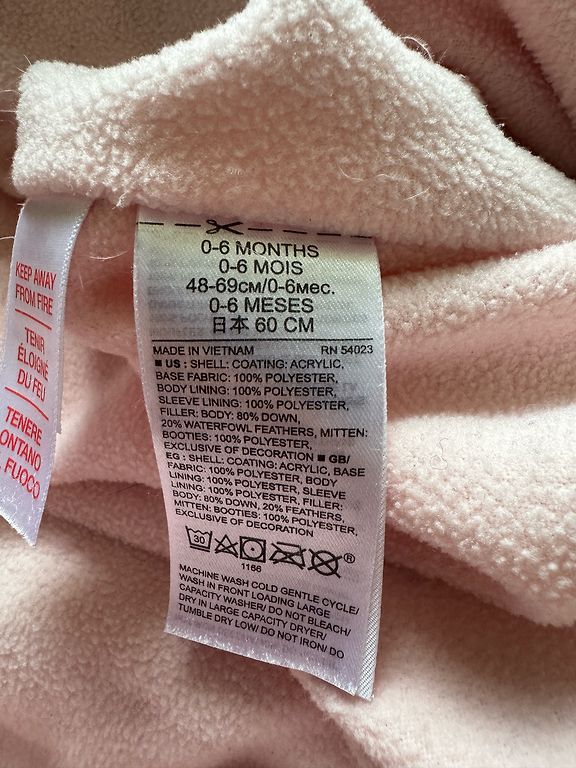 KEEP AWAY
FROM FIRE
TENIR
ÉLOIGNÉ
DU FEU
TENERE
LONTANO
FUOCO
0-6 MONTHS
0-6 MOIS
48-69см/0-6мес.
0-6 MESES
日本 60 CM
MADE IN VIETNAM RN 54023
■ US : SHELL: COATING: ACRYLIC,
BASE FABRIC: 100% POLYESTER,
BODY LINING: 100% POLYESTER,
SLEEVE LINING: 100% POLYESTER,
FILLER: BODY: 80% DOWN,
20% WATERFOWL FEATHERS, MITTEN:
BOOTIES: 100% POLYESTER,
EXCLUSIVE OF DECORATION ■ GB/
EG : SHELL: COATING: ACRYLIC, BASE
FABRIC: 100% POLYESTER, BODY
LINING: 100% POLYESTER, SLEEVE
LINING: 100% POLYESTER, FILLER:
BODY: 80% DOWN, 20% FEATHERS,
MITTEN: BOOTIES: 100% POLYESTER,
EXCLUSIVE OF DECORATION
30 ®
1166
MACHINE WASH COLD GENTLE CYCLE/
WASH IN FRONT LOADING LARGE
CAPACITY WASHER/ DO NOT BLEACH/
DRY IN LARGE CAPACITY DRYER/
TUMBLE DRY LOW/ DO NOT IRON/ DO